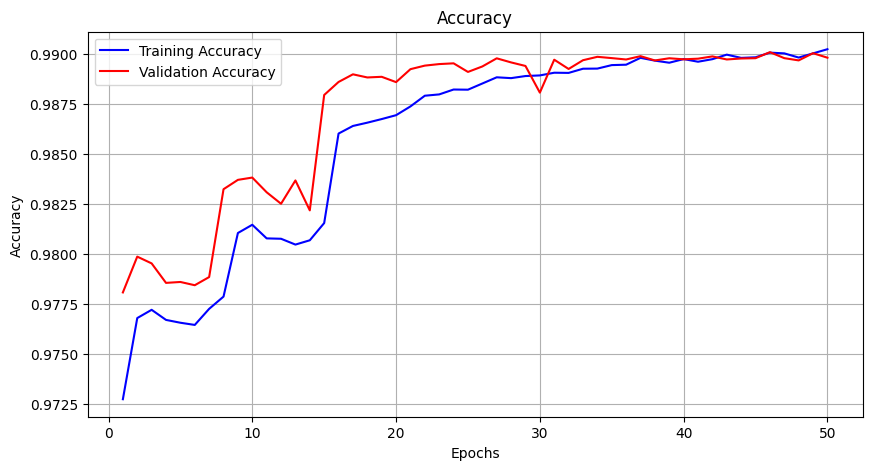 Accuracy
Training Accuracy
Validation Accuracy
0.9900
0.9875
0.9850
0.9825
0.9800
0.9775
0.9750
0.9725
Accuracy
0 10 20 30 40 50
Epochs